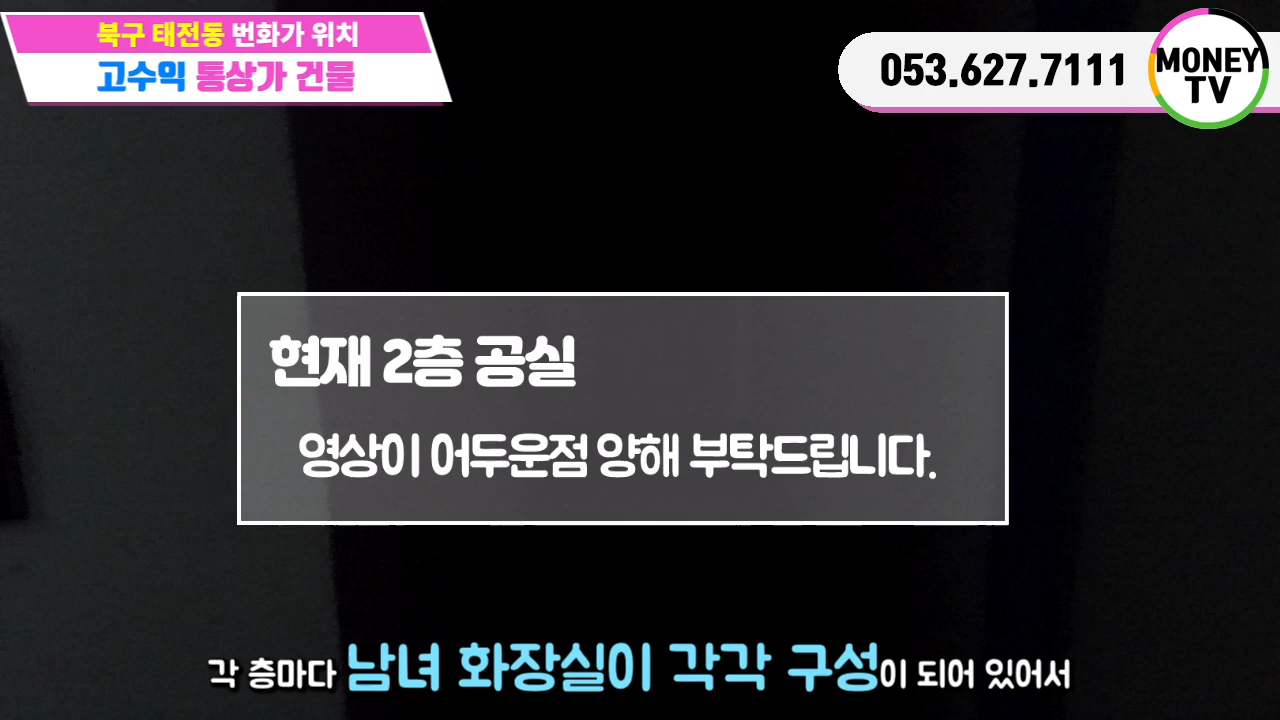 북구 태전동 번화가 위치
고수익 통상가 건물
053.627.7111
MONEY
TV
현재 2층 공실
영상이 어두운점 양해 부탁드립니다.
각 층마다 남녀 화장실이 각각 구성이 되어 있어서